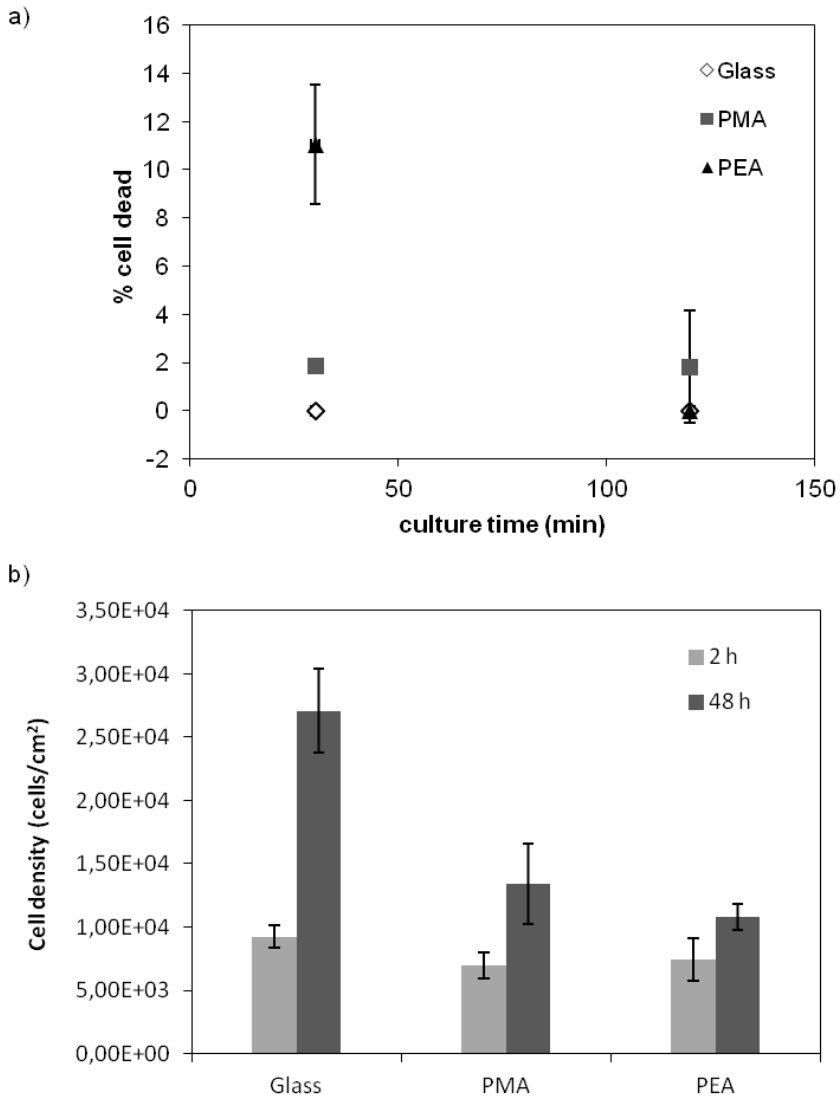 a)
16
14
12
10
8
6
4
2
0
-2
% cell dead
Glass
PMA
PEA
0
50
100
150
culture time (min)
b)
3,50E+04
3,00E+04
2,50E+04
2,00E+04
1,50E+04
1,00E+04
5,00E+03
0,00E+00
Cell density (cells/cm²)
2 h
48 h
Glass
PMA
PEA